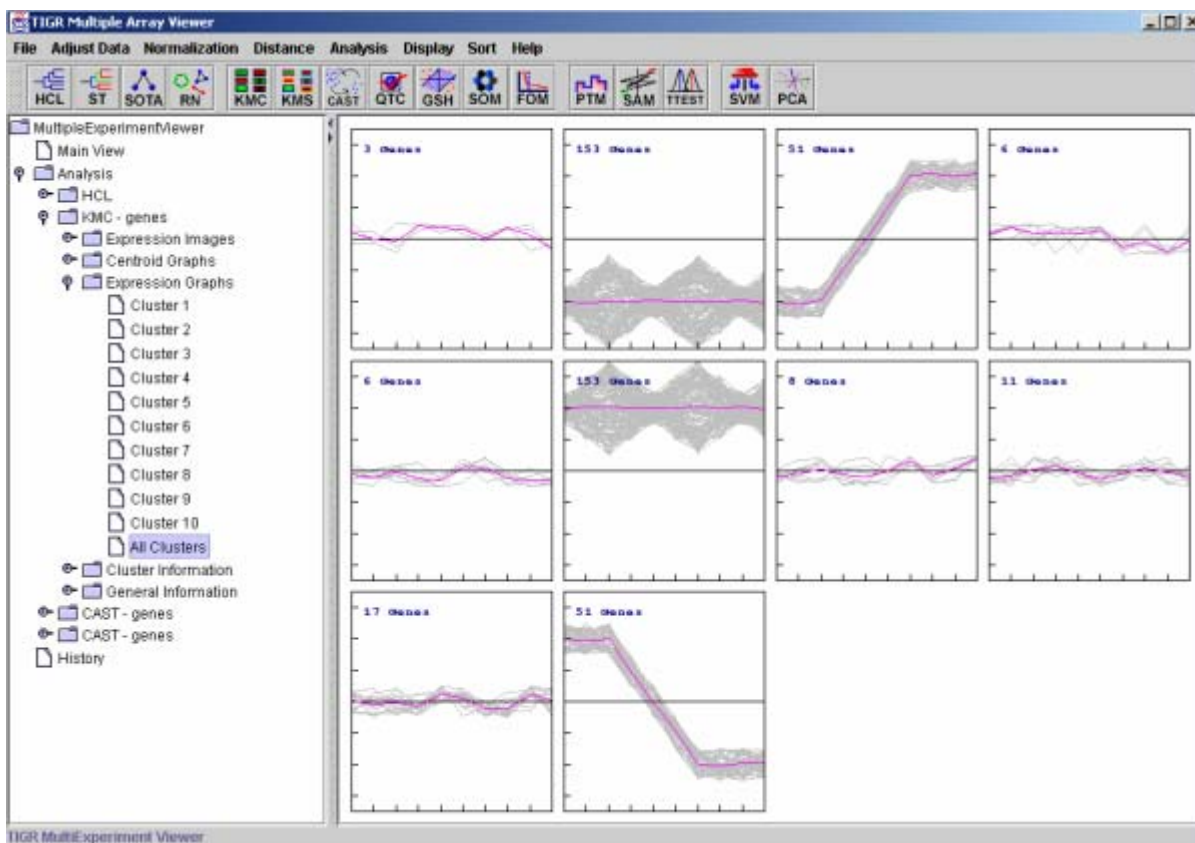 TIGR Multiple Array Viewer
File Adjust Data Normalization Distance Analysis Display Sort Help
HCL ST SOTA RN KMC KMS CAST QTC GSH SOM FOM PTM SAM TTEST SVM PCA
MultipleExperimentViewer
Main View
Analysis
HCL
KMC - genes
Expression Images
Centroid Graphs
Expression Graphs
Cluster 1
Cluster 2
Cluster 3
Cluster 4
Cluster 5
Cluster 6
Cluster 7
Cluster 8
Cluster 9
Cluster 10
All Clusters
Cluster Information
General Information
CAST - genes
CAST - genes
History
3 Genes 153 Genes 51 Genes 6 Genes
6 Genes 153 Genes 8 Genes 11 Genes
17 Genes 51 Genes
TIGR MultiExperiment Viewer